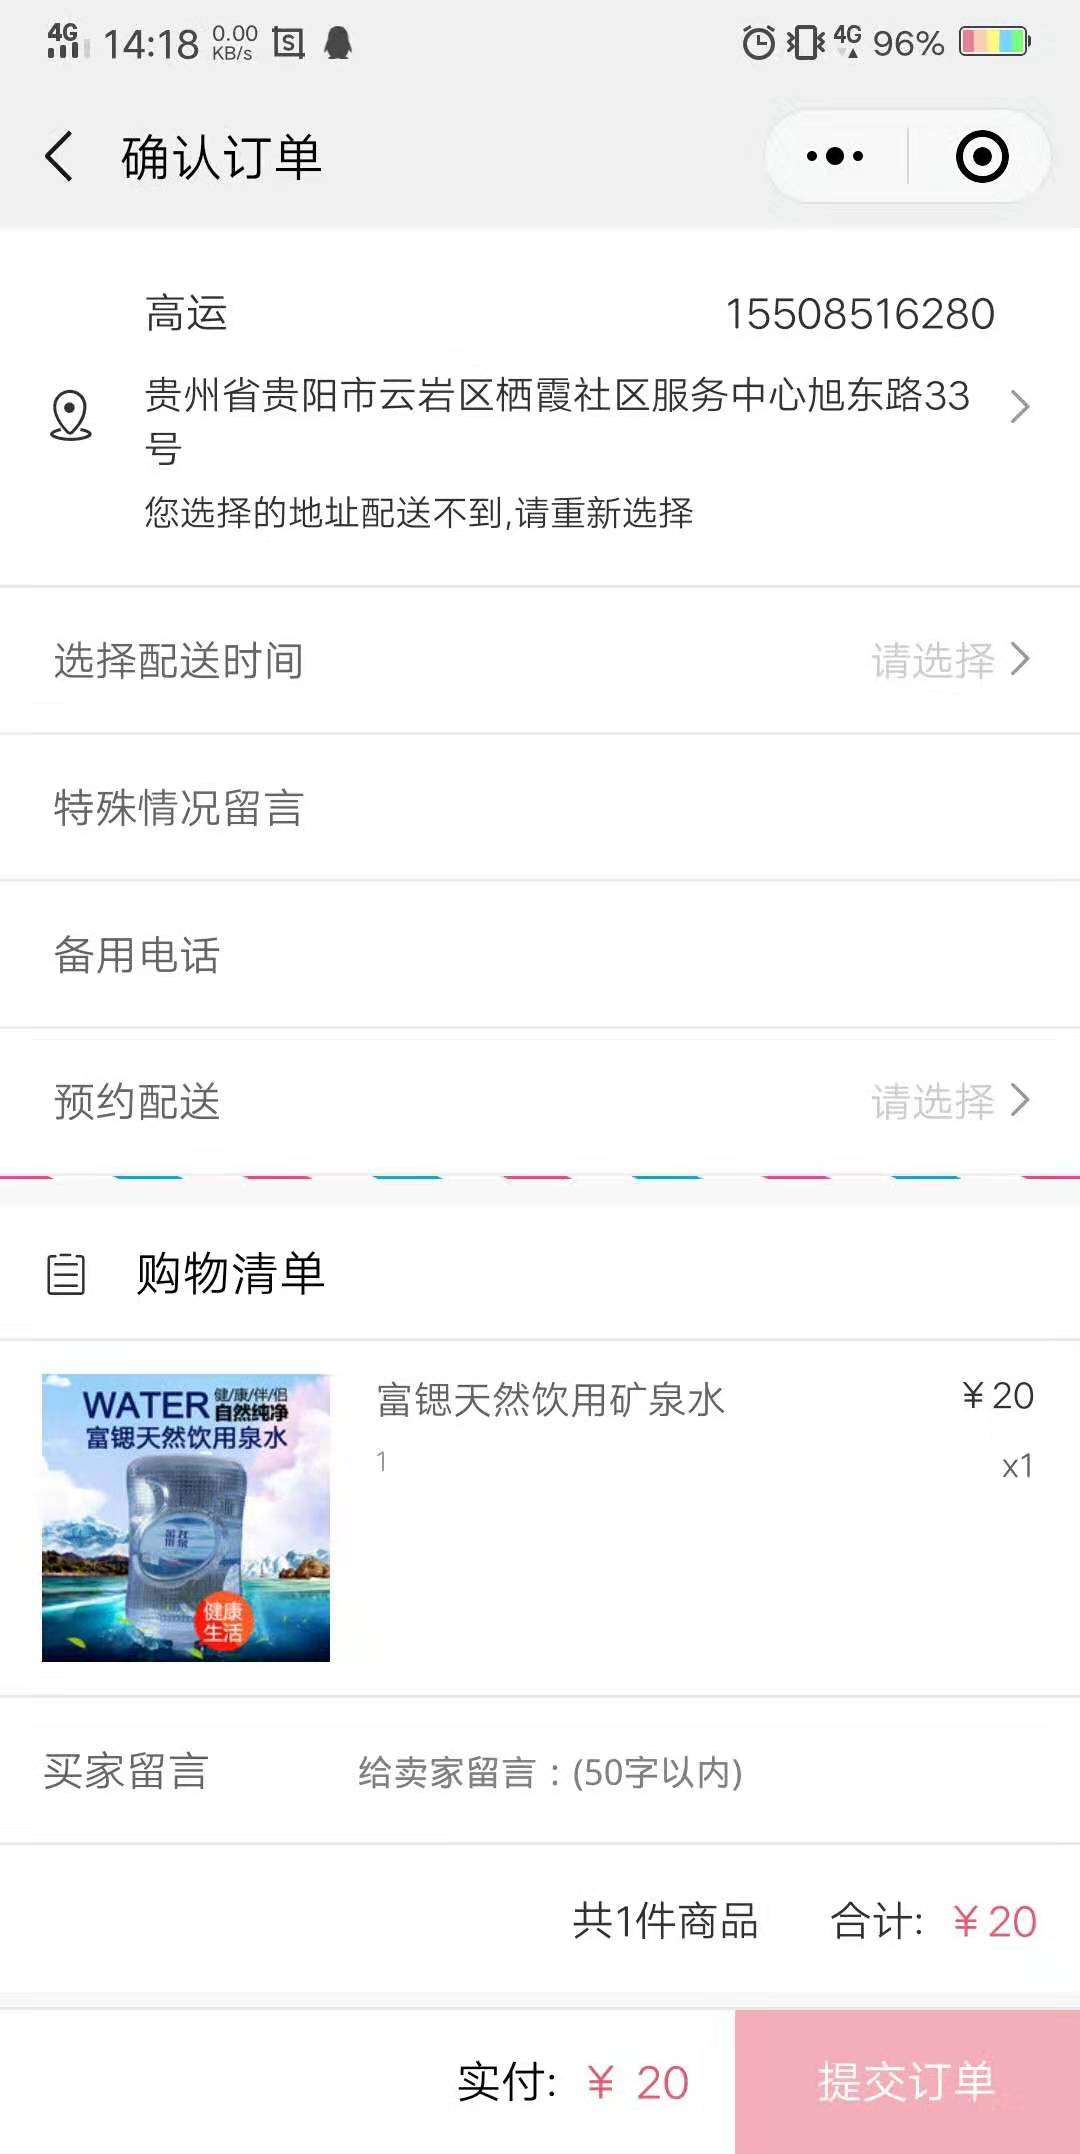 4G 14:18 0.00 KB/s 4G 96%
确认订单
高运 15508516280
贵州省贵阳市云岩区栖霞社区服务中心旭东路33
号
您选择的地址配送不到,请重新选择
选择配送时间 请选择
特殊情况留言
备用电话
预约配送 请选择
购物清单
WATER 健/康/伴/侣
自然纯净
富锶天然饮用泉水
健康
生活
富锶天然饮用矿泉水 ¥20
1 x1
买家留言 给卖家留言：(50字以内)
共1件商品 合计: ¥20
实付: ¥ 20 提交订单